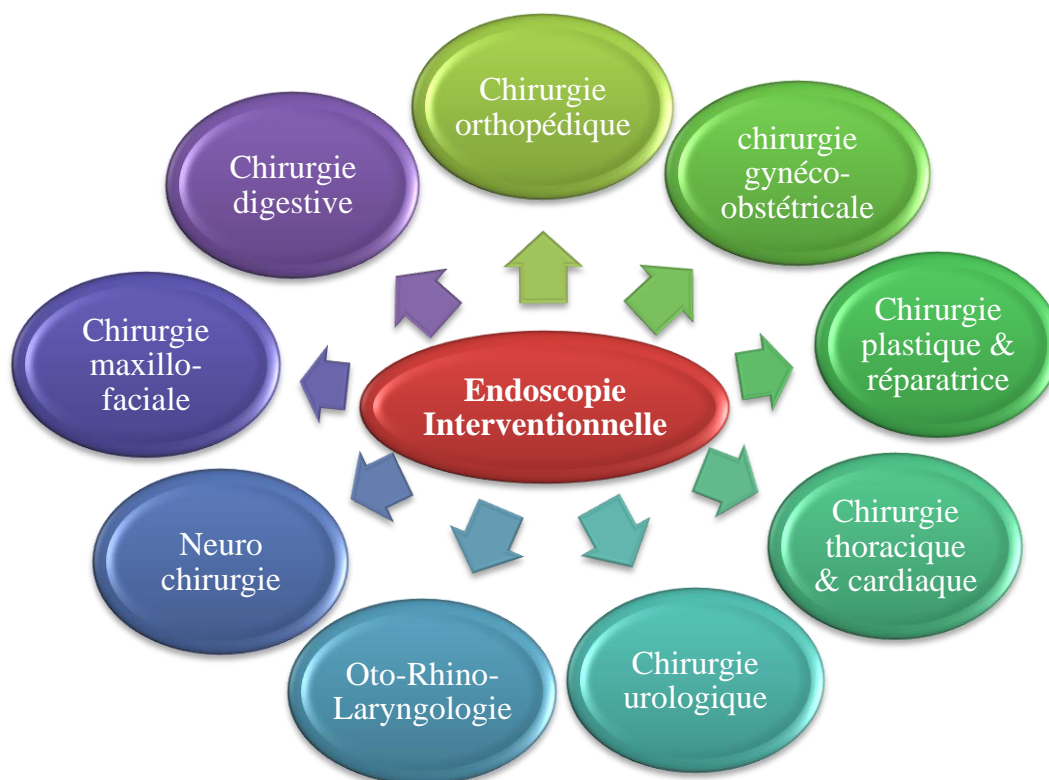 Chirurgie
orthopédique
chirurgie
gynéco-
obstétricale
Chirurgie
plastique &
réparatrice
Chirurgie
thoracique
& cardiaque
Chirurgie
urologique
Oto-Rhino-
Laryngologie
Neuro
chirurgie
Chirurgie
maxillo-
faciale
Chirurgie
digestive
Endoscopie
Interventionnelle